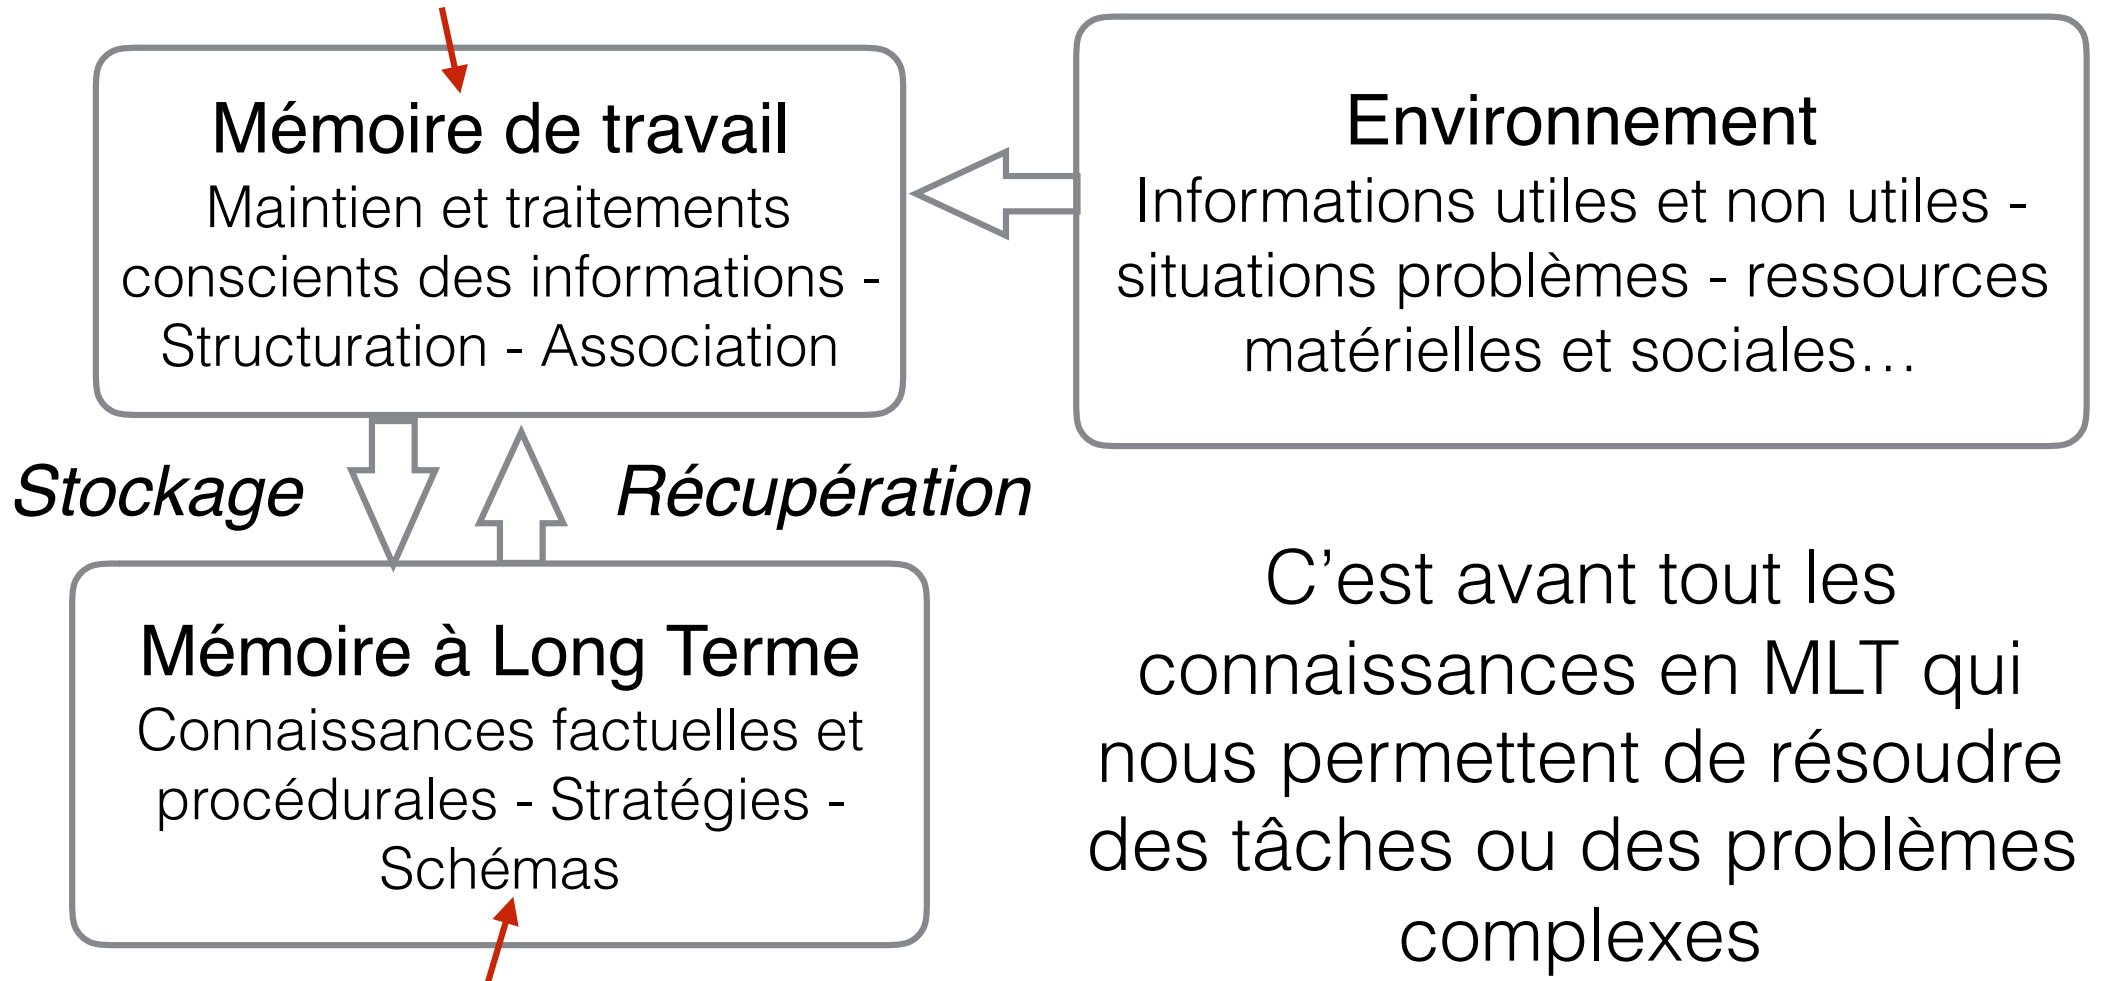 Mémoire de travail
Maintien et traitements
conscients des informations -
Structuration - Association
Environnement
Informations utiles et non utiles -
situations problèmes - ressources
matérielles et sociales…
Stockage
Récupération
Mémoire à Long Terme
Connaissances factuelles et
procédurales - Stratégies -
Schémas
C’est avant tout les
connaissances en MLT qui
nous permettent de résoudre
des tâches ou des problèmes
complexes